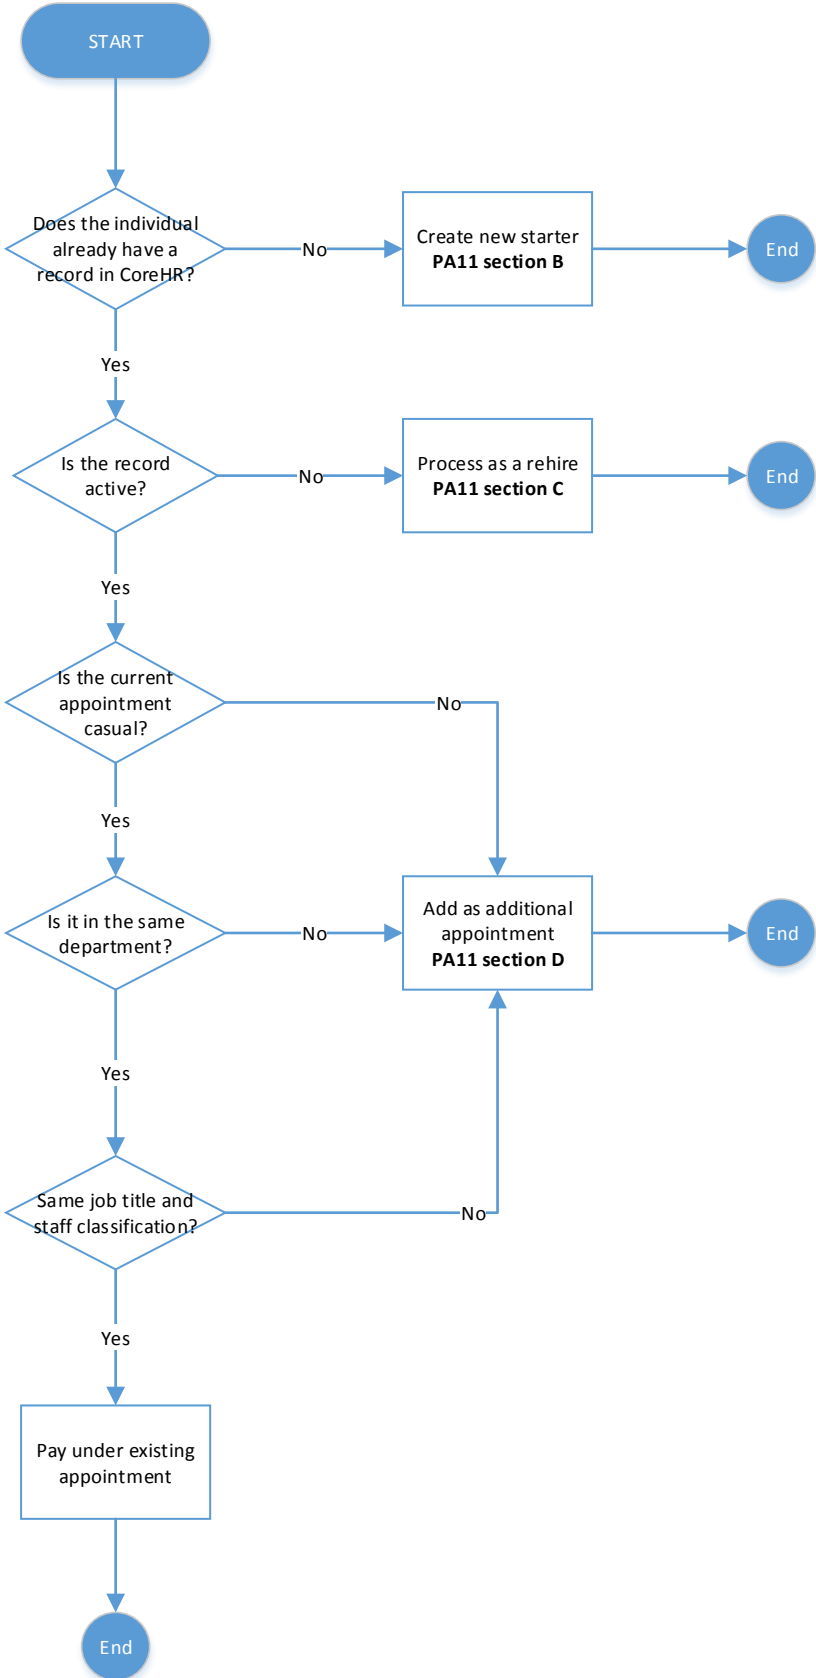 START
Does the individual
already have a
record in CoreHR?
No
Create new starter
PA11 section B
End
Yes
Is the record
active?
No
Process as a rehire
PA11 section C
End
Yes
Is the current
appointment
casual?
No
Yes
Is it in the same
department?
No
Add as additional
appointment
PA11 section D
End
Yes
Same job title and
staff classification?
No
Yes
Pay under existing
appointment
End